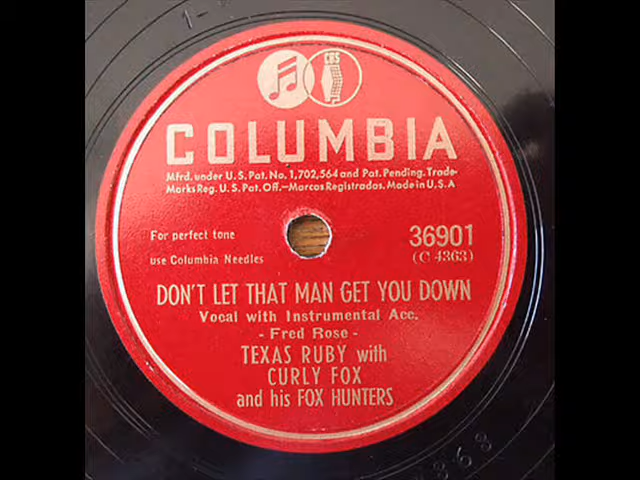 1-
CBS
COLUMBIA
Mfrd. under U.S. Pat. No. 1,702,564 and Pat. Pending. Trade-
Marks Reg. U.S. Pat. Off.—Marcas Registradas. Made in U.S.A
For perfect tone
use Columbia Needles
36901
(C 4363)
DON'T LET THAT MAN GET YOU DOWN
Vocal with Instrumental Acc.
- Fred Rose -
TEXAS RUBY with
CURLY FOX
and his FOX HUNTERS